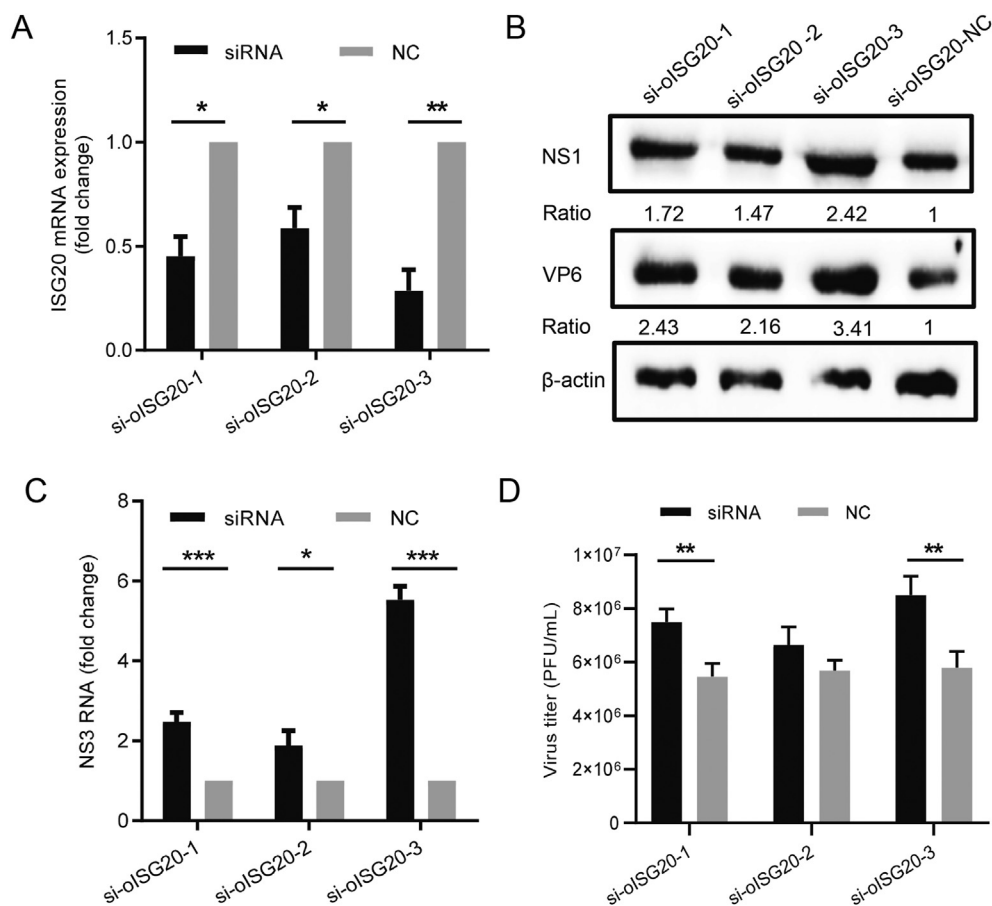 A
siRNA
NC
ISG20 mRNA expression
(fold change)
1.5
1.0
0.5
0.0
*
*
**
si-oISG20-1
si-oISG20-2
si-oISG20-3
B
si-oISG20-1
si-oISG20 -2
si-oISG20-3
si-oISG20-NC
NS1
Ratio 1.72 1.47 2.42 1
VP6
Ratio 2.43 2.16 3.41 1
β-actin
C
siRNA
NC
NS3 RNA (fold change)
8
6
4
2
0
***
*
***
si-oISG20-1
si-oISG20-2
si-oISG20-3
D
siRNA
NC
Virus titer (PFU/mL)
1×10⁷
8×10⁶
6×10⁶
4×10⁶
2×10⁶
0
**
**
si-oISG20-1
si-oISG20-2
si-oISG20-3